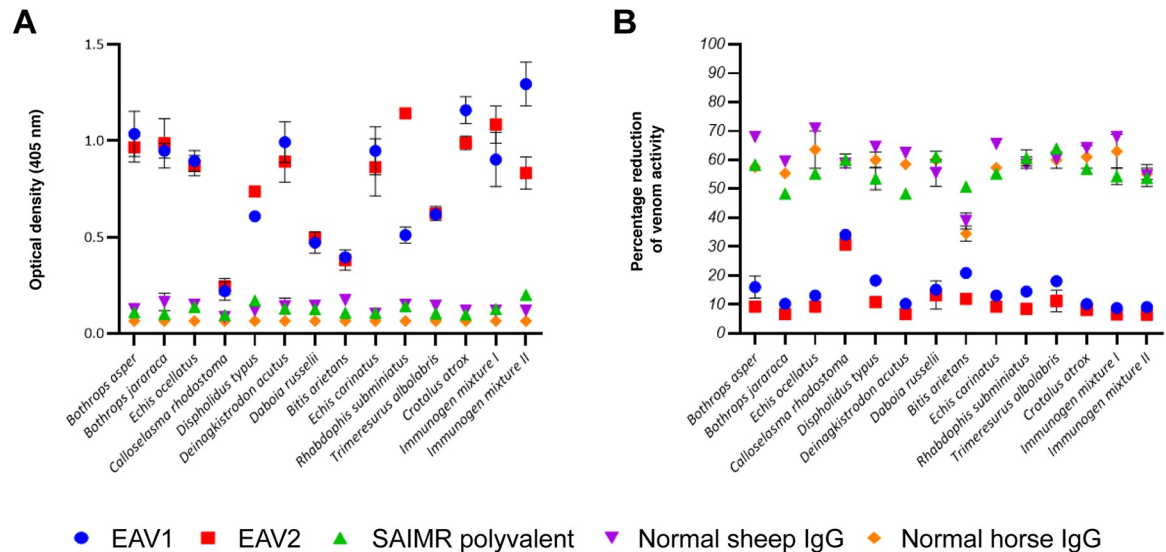 A
B
Optical density (405 nm)
1.5
1.0
0.5
0.0
Bothrops asper
Bothrops jararaca
Echis ocellatus
Calloselasma rhodostoma
Dispholidus typus
Deinagkistrodon acutus
Daboia russelii
Bitis arietans
Echis carinatus
Rhabdophis subminiatus
Trimeresurus albolabris
Crotalus atrox
Immunogen mixture I
Immunogen mixture II
Percentage reduction
of venom activity
100
90
80
70
60
50
40
30
20
10
0
Bothrops asper
Bothrops jararaca
Echis ocellatus
Calloselasma rhodostoma
Dispholidus typus
Deinagkistrodon acutus
Daboia russelii
Bitis arietans
Echis carinatus
Rhabdophis subminiatus
Trimeresurus albolabris
Crotalus atrox
Immunogen mixture I
Immunogen mixture II
EAV1 EAV2 SAIMR polyvalent Normal sheep IgG Normal horse IgG